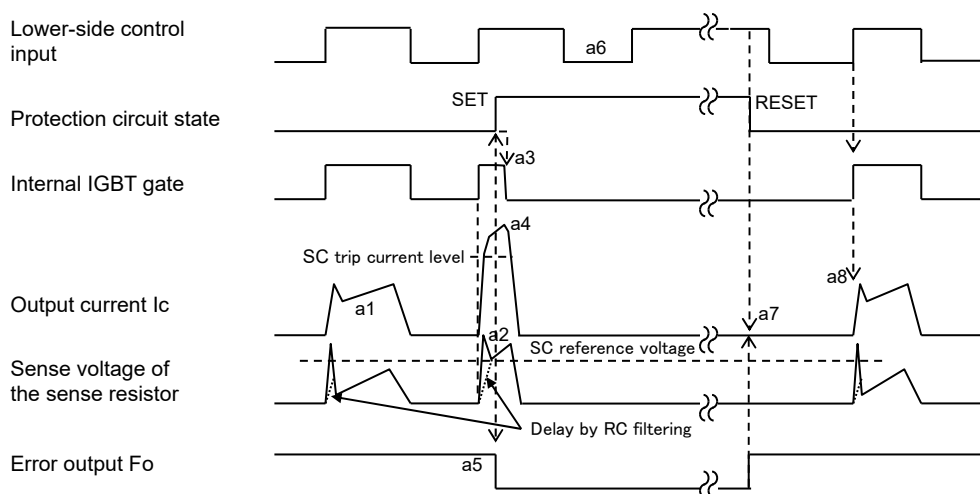 Lower-side control
input
a6
SET
RESET
Protection circuit state
a3
Internal IGBT gate
a4
SC trip current level
a8
Output current Ic
a1
a7
a2
SC reference voltage
Sense voltage of
the sense resistor
Delay by RC filtering
Error output Fo
a5